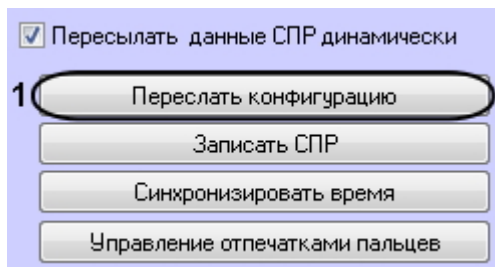 Пересылать данные СПР динамически
1 Переслать конфигурацию
Записать СПР
Синхронизировать время
Управление отпечатками пальцев